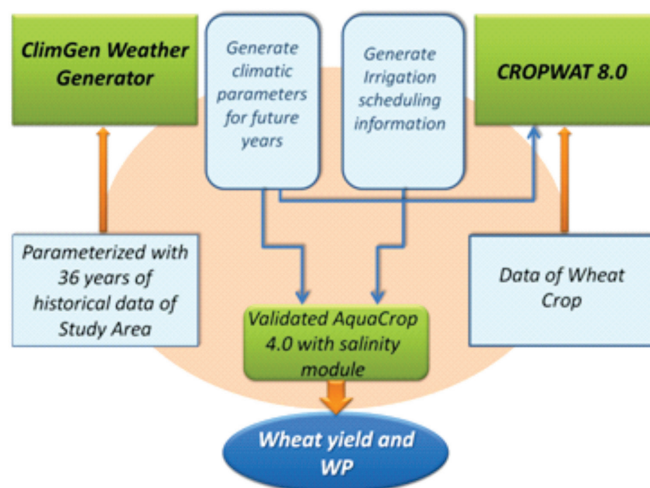 ClimGen Weather
Generator
Generate
climatic
parameters
for future
years
Generate
Irrigation
scheduling
information
CROPWAT 8.0
Parameterized with
36 years of
historical data of
Study Area
Data of Wheat
Crop
Validated AquaCrop
4.0 with salinity
module
Wheat yield and
WP